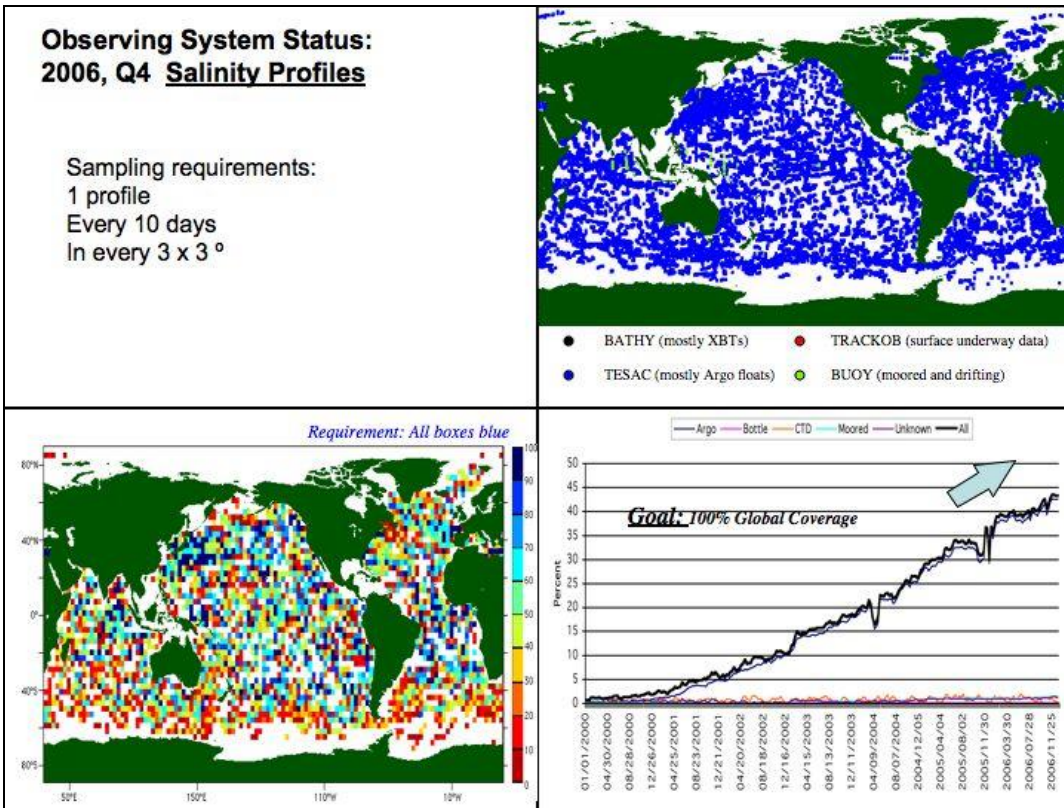 Observing System Status:
2006, Q4 Salinity Profiles
Sampling requirements:
1 profile
Every 10 days
In every 3 x 3 º
BATHY (mostly XBTs)
TRACKOB (surface underway data)
TESAC (mostly Argo floats)
BUOY (moored and drifting)
Requirement: All boxes blue
80°N
40°N
0°
40°S
80°S
50°E
150°E
110°W
10°W
100
90
80
70
60
50
40
30
20
10
0
Argo Bottle CTD Moored Unknown All
Goal: 100% Global Coverage
Percent
50
45
40
35
30
25
20
15
10
5
0
01/01/2000
04/30/2000
08/28/2000
12/26/2000
04/25/2001
08/23/2001
12/21/2001
04/20/2002
08/18/2002
12/16/2002
04/15/2003
08/13/2003
12/11/2003
04/09/2004
08/07/2004
2004/12/05
2005/04/04
2005/08/02
2005/11/30
2006/03/30
2006/07/28
2006/11/25